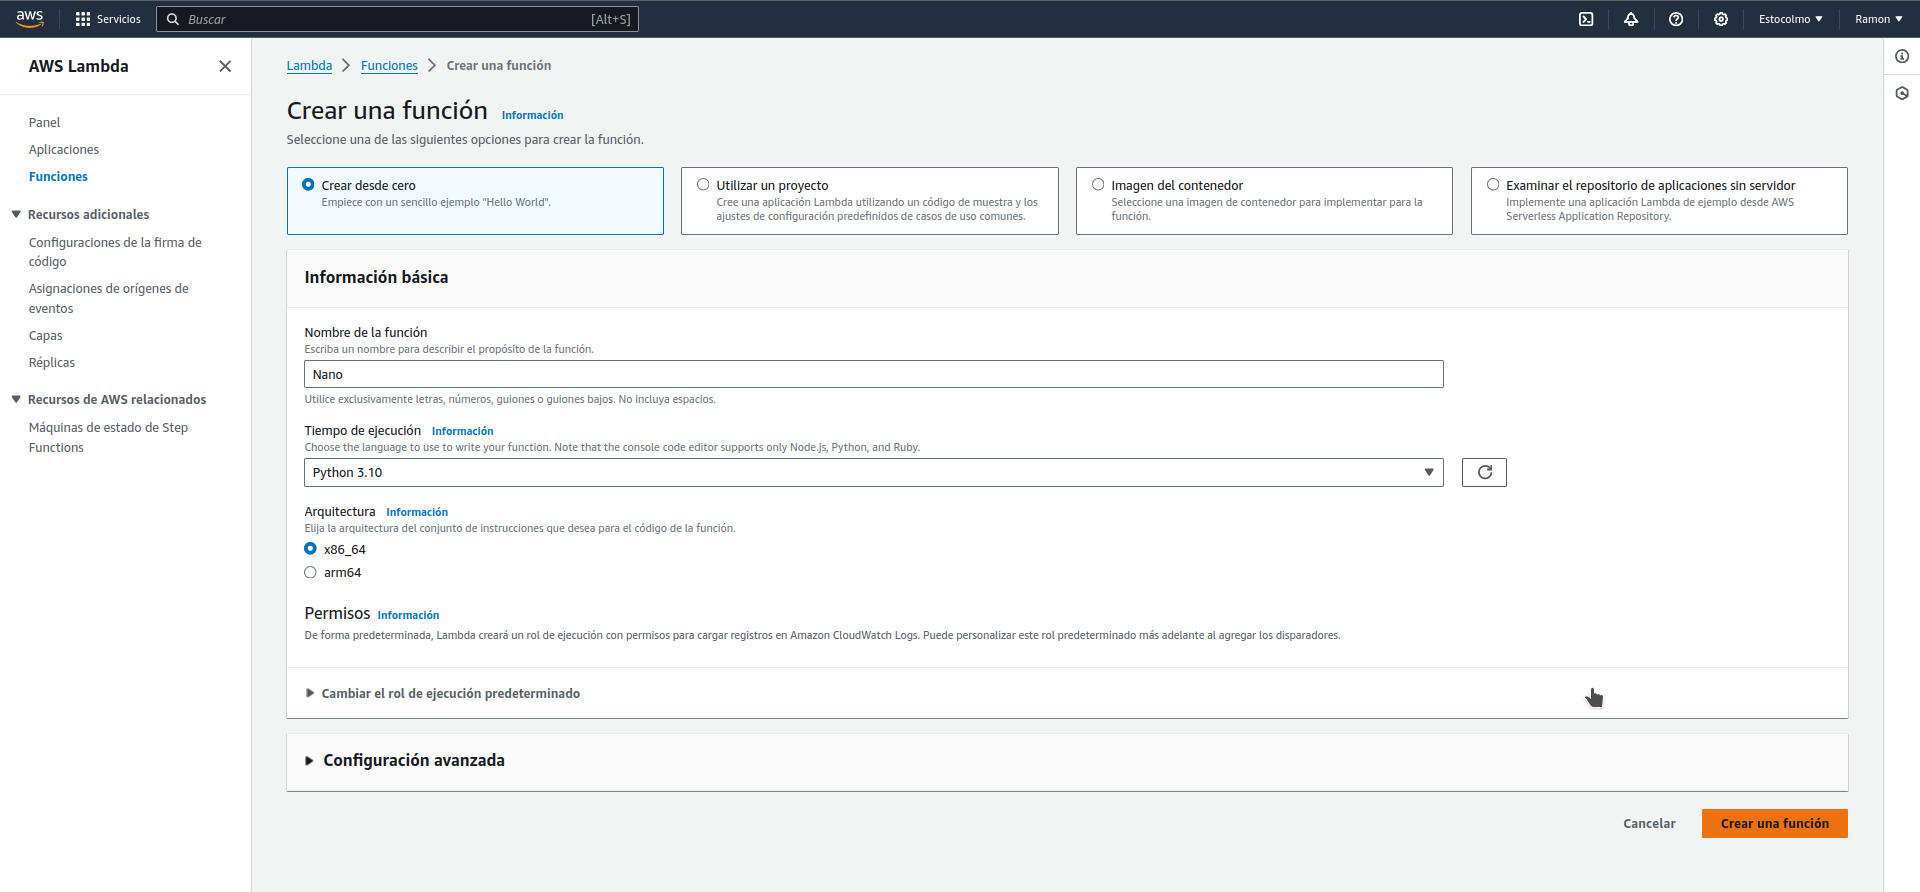 aws Servicios Buscar [Alt+S] Estocolmo Ramon
AWS Lambda
Panel
Aplicaciones
Funciones
Recursos adicionales
Configuraciones de la firma de
código
Asignaciones de orígenes de
eventos
Capas
Réplicas
Recursos de AWS relacionados
Máquinas de estado de Step
Functions
Lambda Funciones Crear una función
Crear una función Información
Seleccione una de las siguientes opciones para crear la función.
Crear desde cero
Empiece con un sencillo ejemplo "Hello World".
Utilizar un proyecto
Cree una aplicación Lambda utilizando un código de muestra y los
ajustes de configuración predefinidos de casos de uso comunes.
Imagen del contenedor
Seleccione una imagen de contenedor para implementar para la
función.
Examinar el repositorio de aplicaciones sin servidor
Implemente una aplicación Lambda de ejemplo desde AWS
Serverless Application Repository.
Información básica
Nombre de la función
Escriba un nombre para describir el propósito de la función.
Nano
Utilice exclusivamente letras, números, guiones o guiones bajos. No incluya espacios.
Tiempo de ejecución Información
Choose the language to use to write your function. Note that the console code editor supports only Node.js, Python, and Ruby.
Python 3.10
Arquitectura Información
Elija la arquitectura del conjunto de instrucciones que desea para el código de la función.
x86_64
arm64
Permisos Información
De forma predeterminada, Lambda creará un rol de ejecución con permisos para cargar registros en Amazon CloudWatch Logs. Puede personalizar este rol predeterminado más adelante al agregar los disparadores.
Cambiar el rol de ejecución predeterminado
Configuración avanzada
Cancelar Crear una función